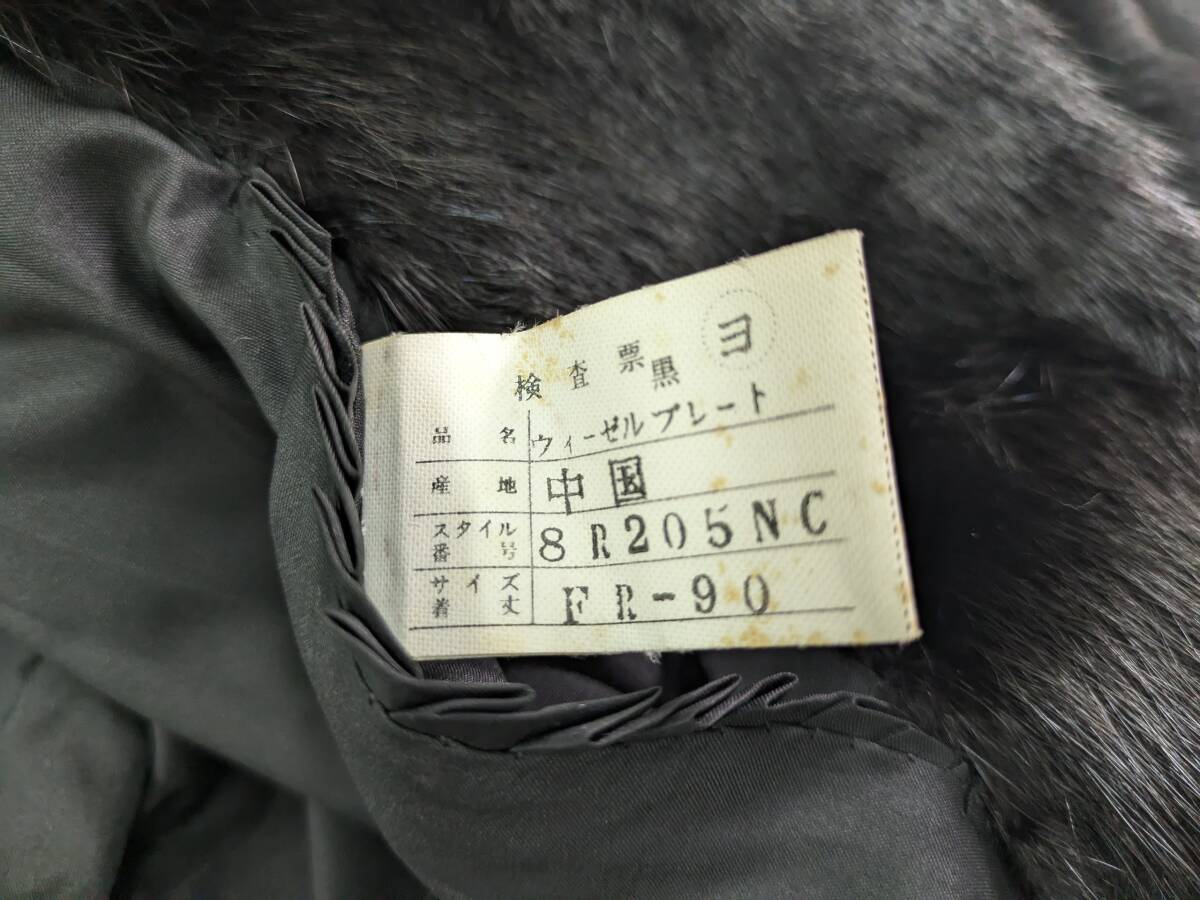 検査票 ヨ
黒
品名 ウィーゼルプレート
産地 中国
スタイル番号 8R205NC
サイズ着丈 FR-90